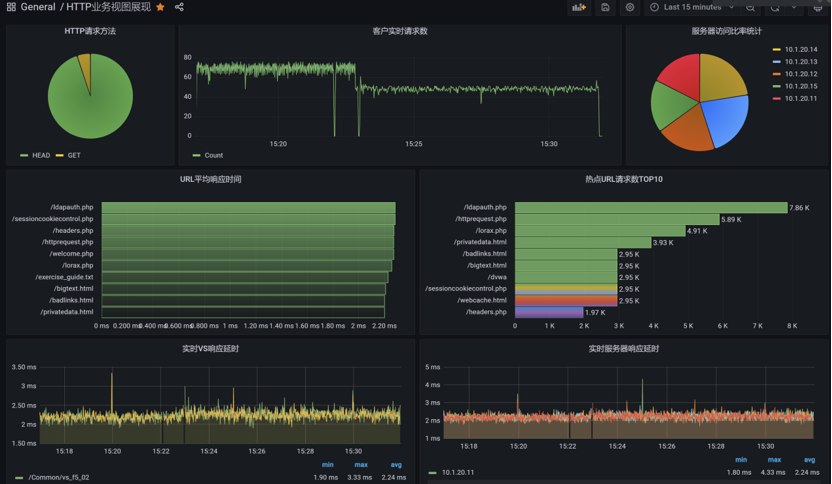 General / HTTP业务视图展现
Last 15 minutes
HTTP请求方法
HEAD GET
客户实时请求数
80
60
40
20
0
15:20 15:25 15:30
Count
服务器访问比率统计
10.1.20.14
10.1.20.13
10.1.20.12
10.1.20.15
10.1.20.11
URL平均响应时间
/ldapauth.php
/sessioncookiecontrol.php
/headers.php
/httprequest.php
/welcome.php
/lorax.php
/exercise_guide.txt
/bigtext.html
/badlinks.html
/privatedata.html
0 ms 0.200 ms 0.400 ms 0.600 ms 0.800 ms 1 ms 1.20 ms 1.40 ms 1.60 ms 1.80 ms 2 ms 2.20 ms
热点URL请求数TOP10
/ldapauth.php 7.86 K
/httprequest.php 5.89 K
/lorax.php 4.91 K
/privatedata.html 3.93 K
/badlinks.html 2.95 K
/bigtext.html 2.95 K
/dvwa 2.95 K
/sessioncookiecontrol.php 2.95 K
/webcache.html 2.95 K
/headers.php 1.97 K
0 1 K 2 K 3 K 4 K 5 K 6 K 7 K 8 K
实时VS响应延时
3.50 ms
3 ms
2.50 ms
2 ms
1.50 ms
15:18 15:20 15:22 15:24 15:26 15:28 15:30
min max avg
/Common/vs_f5_02 1.90 ms 3.33 ms 2.24 ms
实时服务器响应延时
5 ms
4 ms
3 ms
2 ms
1 ms
15:18 15:20 15:22 15:24 15:26 15:28 15:30
min max avg
10.1.20.11 1.80 ms 4.33 ms 2.24 ms